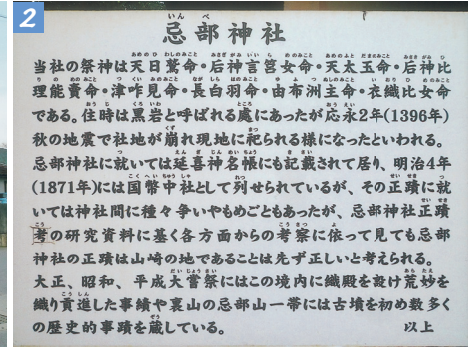 2
忌部神社
当社の祭神は天日鷲命・后神言筥女命・天太玉命・后神比
理能賣命・津咋見命・長白羽命・由布洲主命・衣織比女命
である。往時は黒岩と呼ばれる處にあったが応永2年(1396年)
秋の地震で社地が崩れ現地に祀られる様になったといわれる。
忌部神社に就いては延喜神名帳にも記載されて居り、明治4年
(1871年)には国幣中社として列せられているが、その正蹟に就
いては神社間に種々争いやもめごともあったが、忌部神社正蹟
考の研究資料に基く各方面からの考察に依って見ても忌部
神社の正蹟は山崎の地であることは先ず正しいと考えられる。
大正、昭和、平成大嘗祭にはこの境内に織殿を設け荒妙を
織り貢進した事績や裏山の忌部山一帯には古墳を初め数多く
の歴史的事蹟を蔵している。 以上